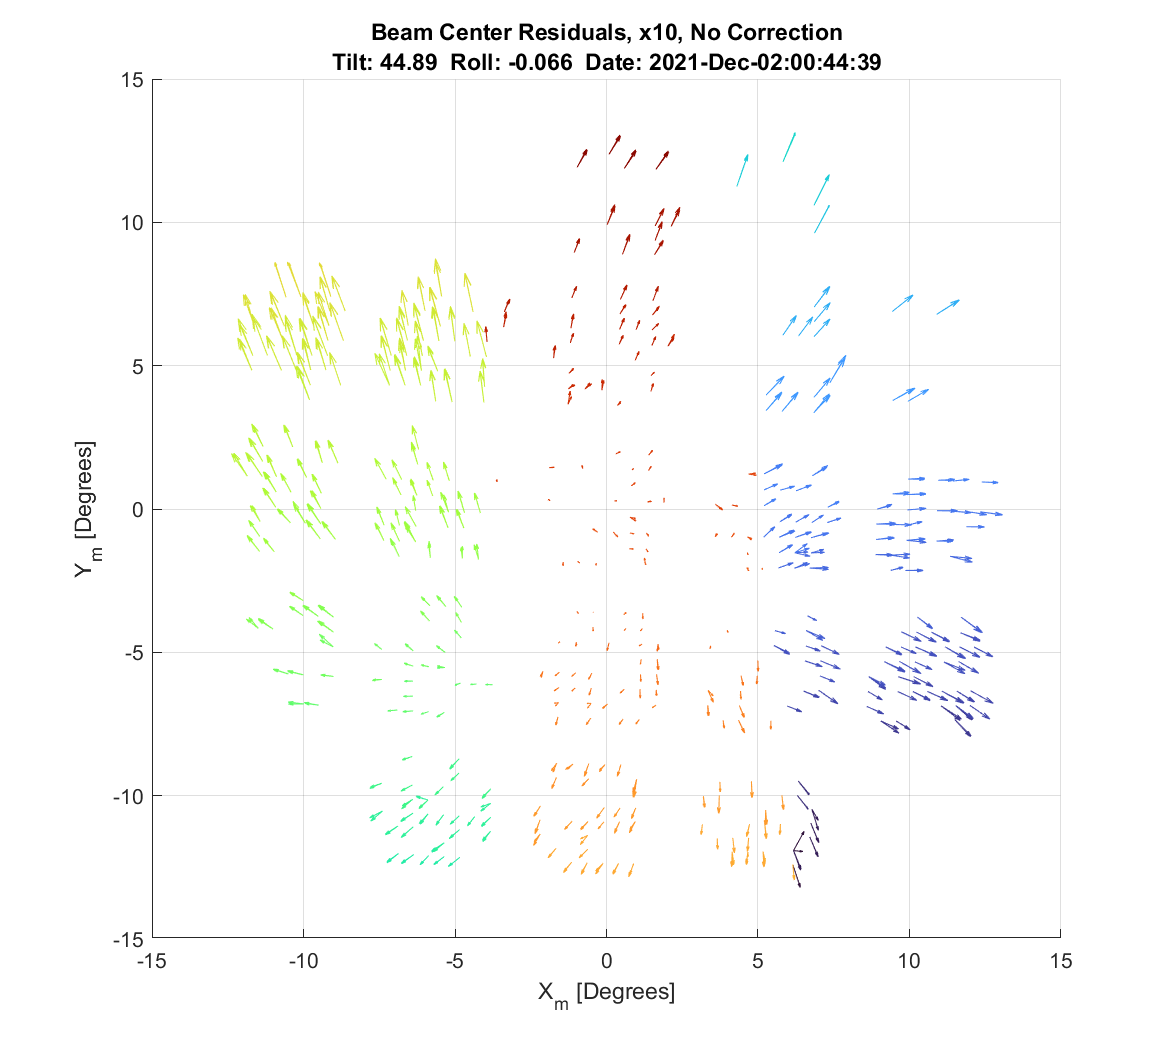 Beam Center Residuals, x10, No Correction
Tilt: 44.89 Roll: -0.066 Date: 2021-Dec-02:00:44:39
15
10
5
0
-5
-10
-15
Y_m [Degrees]
-15 -10 -5 0 5 10 15
X_m [Degrees]